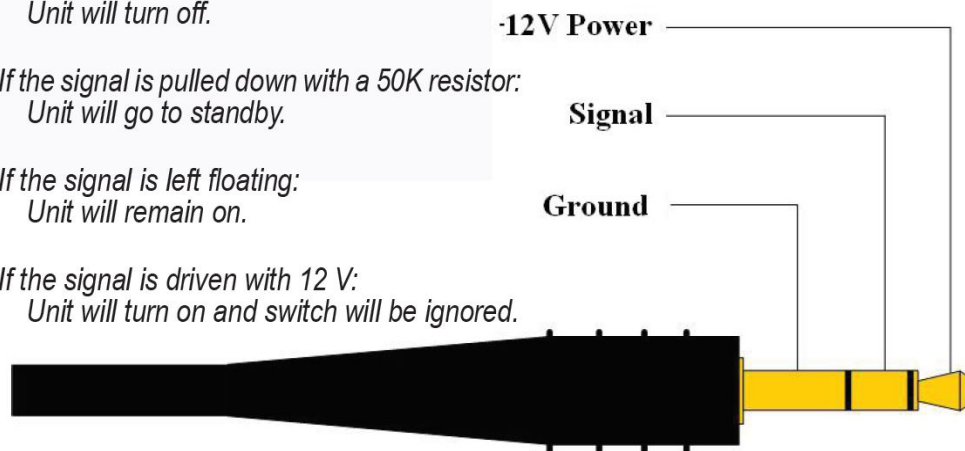 Unit will turn off.
If the signal is pulled down with a 50K resistor:
Unit will go to standby.
If the signal is left floating:
Unit will remain on.
If the signal is driven with 12 V:
Unit will turn on and switch will be ignored.
-12V Power
Signal
Ground